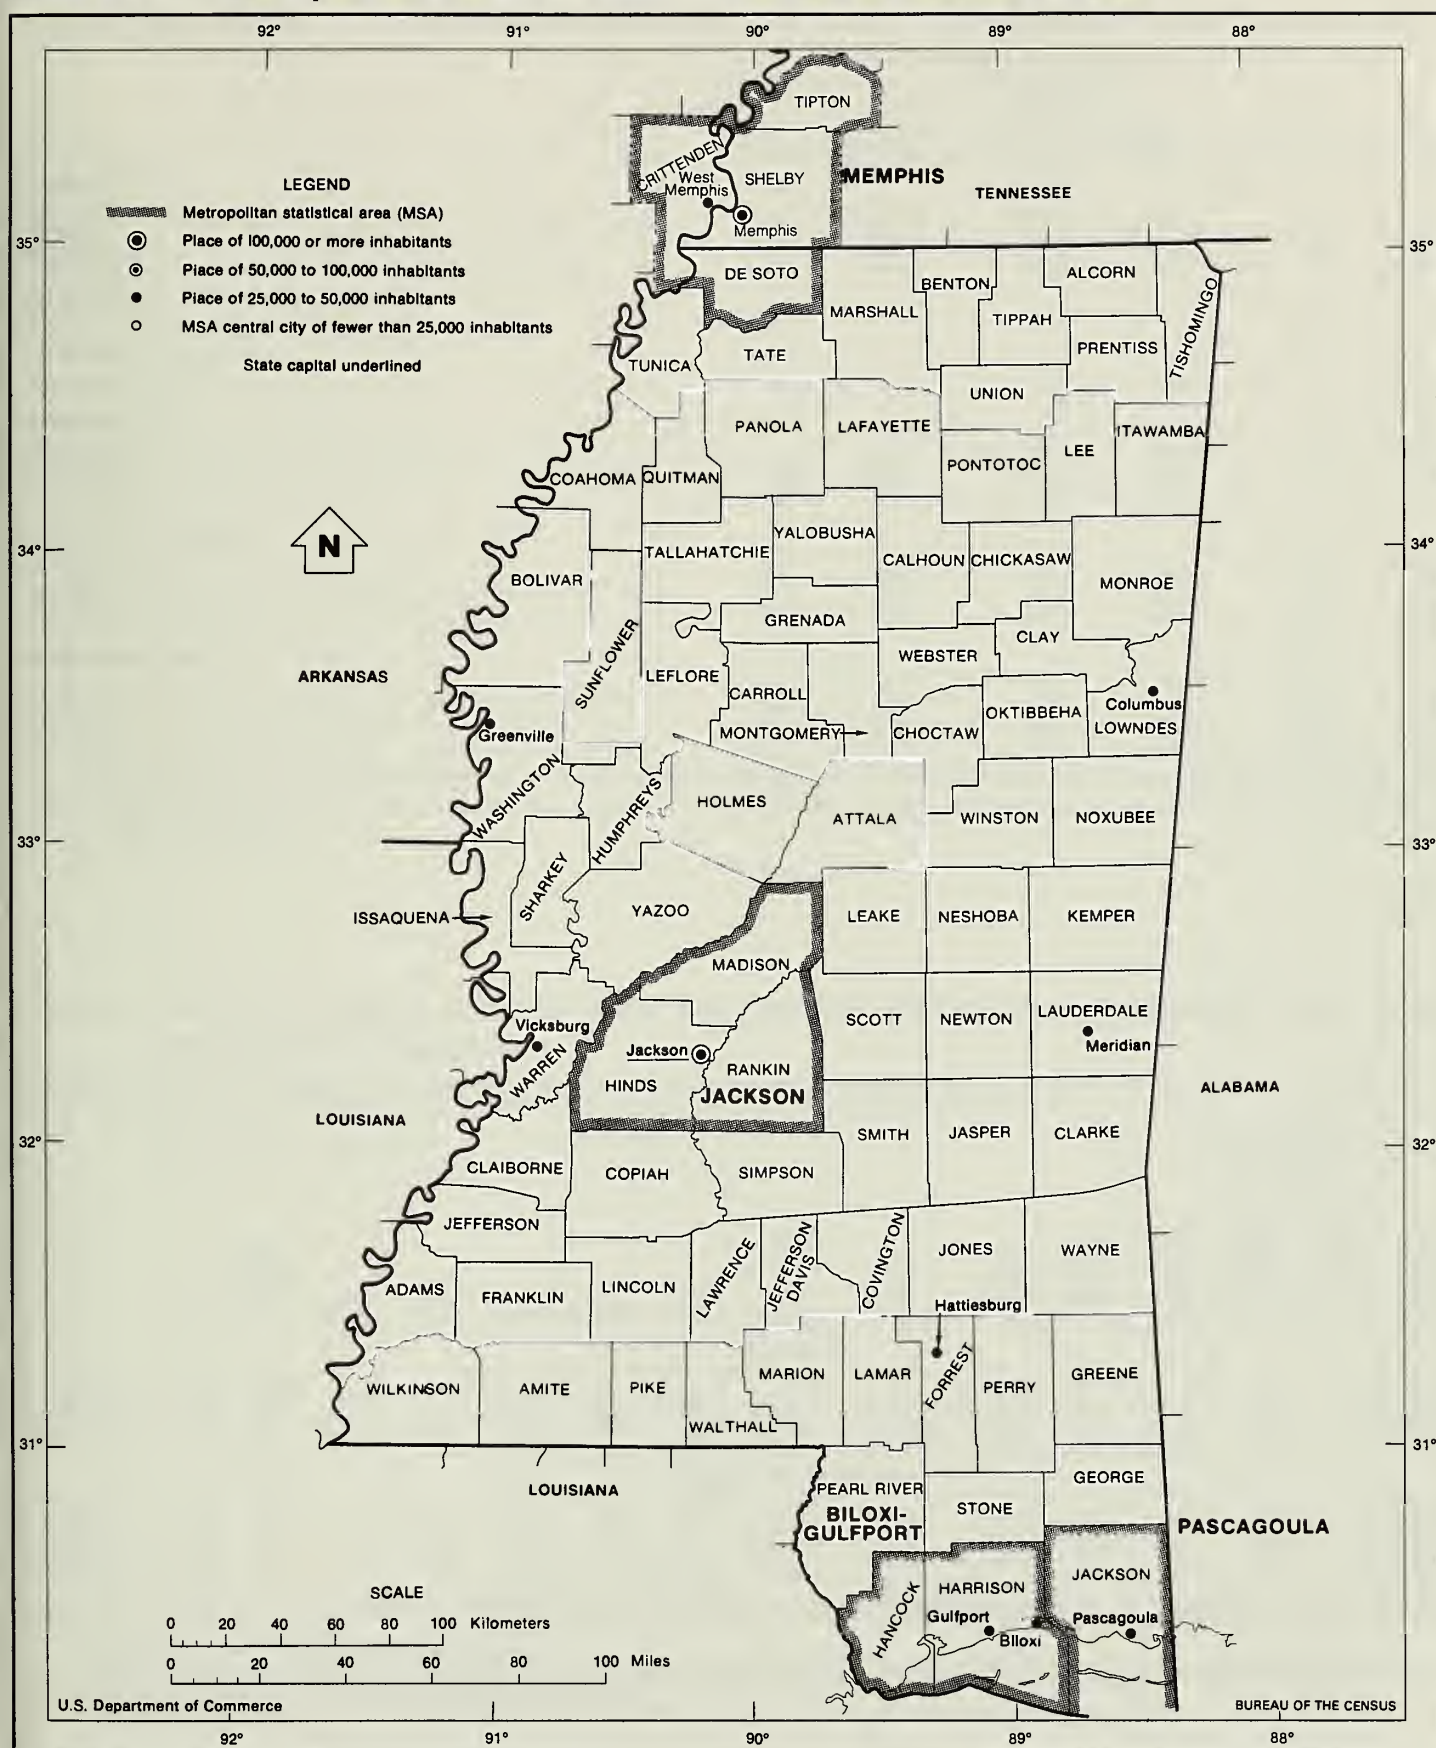 92°
91°
90°
89°
88°
TIPTON
CRITTENDEN
West
Memphis
SHELBY
MEMPHIS
TENNESSEE
Memphis
LEGEND
Metropolitan statistical area (MSA)
Place of 100,000 or more inhabitants
Place of 50,000 to 100,000 inhabitants
Place of 25,000 to 50,000 inhabitants
MSA central city of fewer than 25,000 inhabitants
State capital underlined
35°
35°
DE SOTO
MARSHALL
BENTON
ALCORN
TIPPAH
TISHOMINGO
PRENTISS
TUNICA
TATE
UNION
PANOLA
LAFAYETTE
ITAWAMBA
LEE
PONTOTOC
COAHOMA
QUITMAN
N
34°
34°
TALLAHATCHIE
YALOBUSHA
CALHOUN
CHICKASAW
BOLIVAR
MONROE
GRENADA
CLAY
SUNFLOWER
WEBSTER
ARKANSAS
LEFLORE
CARROLL
Columbus
OKTIBBEHA
LOWNDES
Greenville
MONTGOMERY
CHOCTAW
WASHINGTON
HUMPHREYS
HOLMES
ATTALA
WINSTON
NOXUBEE
33°
33°
SHARKEY
ISSAQUENA
YAZOO
LEAKE
NESHOBA
KEMPER
MADISON
SCOTT
NEWTON
LAUDERDALE
Vicksburg
Meridian
Jackson
WARREN
RANKIN
HINDS
JACKSON
ALABAMA
LOUISIANA
32°
32°
SMITH
JASPER
CLARKE
CLAIBORNE
COPIAH
SIMPSON
JEFFERSON
LAWRENCE
JEFFERSON
DAVIS
COVINGTON
JONES
WAYNE
ADAMS
FRANKLIN
LINCOLN
Hattiesburg
WILKINSON
AMITE
PIKE
MARION
LAMAR
FORREST
PERRY
GREENE
WALTHALL
31°
31°
LOUISIANA
PEARL RIVER
GEORGE
STONE
BILOXI-
GULFPORT
PASCAGOULA
HANCOCK
HARRISON
JACKSON
Gulfport
Biloxi
Pascagoula
SCALE
0 20 40 60 80 100 Kilometers
0 20 40 60 80 100 Miles
U.S. Department of Commerce
BUREAU OF THE CENSUS
92°
91°
90°
89°
88°